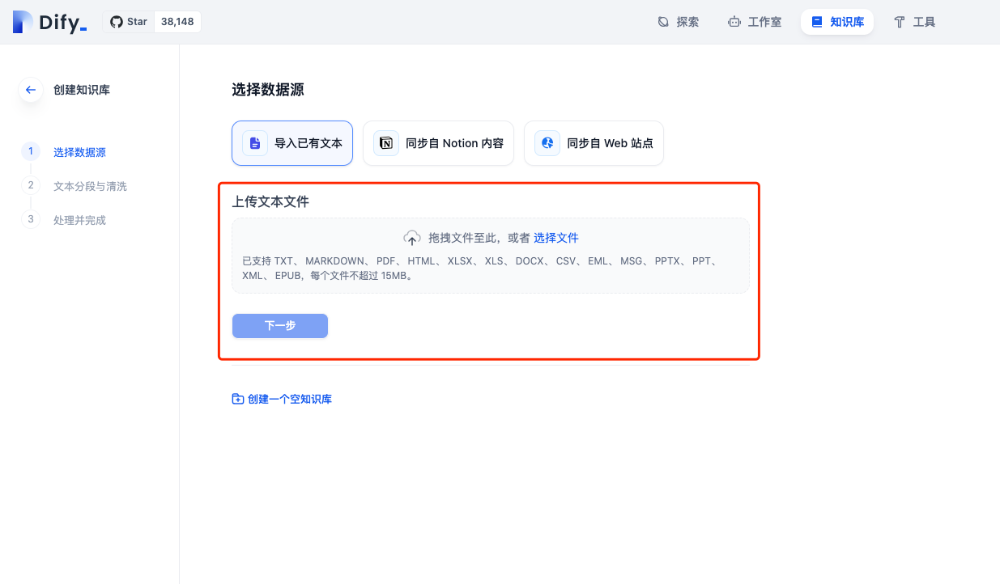 Dify_
Star 38,148
探索 工作室 知识库 工具
创建知识库
1 选择数据源
2 文本分段与清洗
3 处理并完成
选择数据源
导入已有文本 同步自 Notion 内容 同步自 Web 站点
上传文本文件
拖拽文件至此，或者 选择文件
已支持 TXT、 MARKDOWN、 PDF、 HTML、 XLSX、 XLS、 DOCX、 CSV、 EML、 MSG、 PPTX、 PPT、
XML、 EPUB，每个文件不超过 15MB。
下一步
创建一个空知识库